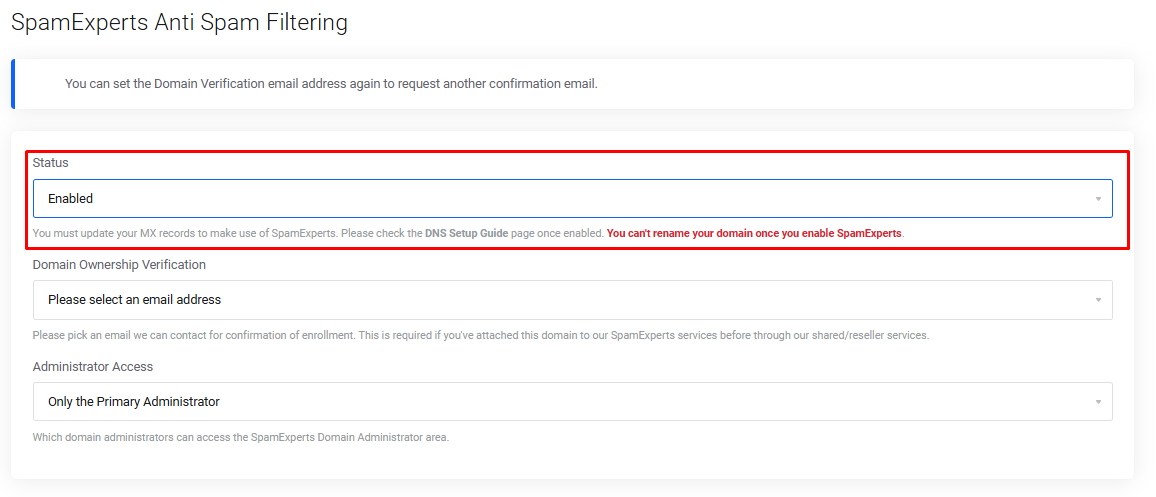 SpamExperts Anti Spam Filtering
You can set the Domain Verification email address again to request another confirmation email.
Status
Enabled
You must update your MX records to make use of SpamExperts. Please check the DNS Setup Guide page once enabled. You can't rename your domain once you enable SpamExperts.
Domain Ownership Verification
Please select an email address
Please pick an email we can contact for confirmation of enrollment. This is required if you've attached this domain to our SpamExperts services before through our shared/reseller services.
Administrator Access
Only the Primary Administrator
Which domain administrators can access the SpamExperts Domain Administrator area.